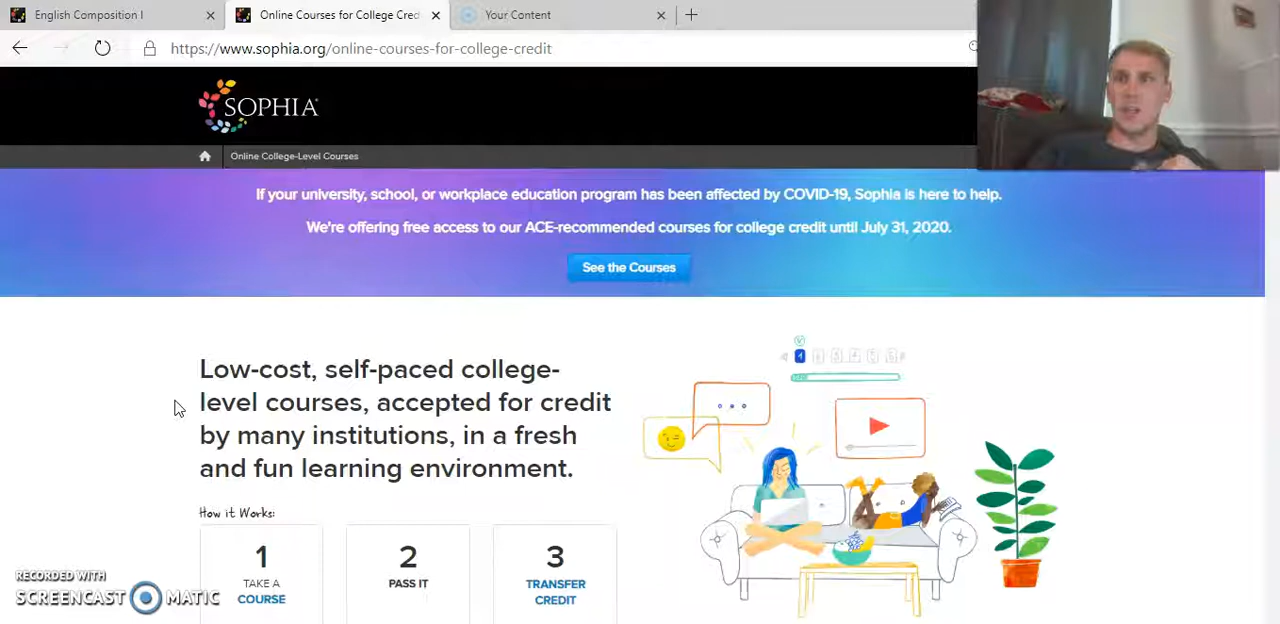 English Composition I
Online Courses for College Cred
Your Content
https://www.sophia.org/online-courses-for-college-credit
SOPHIA
Online College-Level Courses
If your university, school, or workplace education program has been affected by COVID-19, Sophia is here to help.
We're offering free access to our ACE-recommended courses for college credit until July 31, 2020.
See the Courses
Low-cost, self-paced college-
level courses, accepted for credit
by many institutions, in a fresh
and fun learning environment.
How it Works:
1
TAKE A
COURSE
2
PASS IT
3
TRANSFER
CREDIT
RECORDED WITH
SCREENCAST MATIC